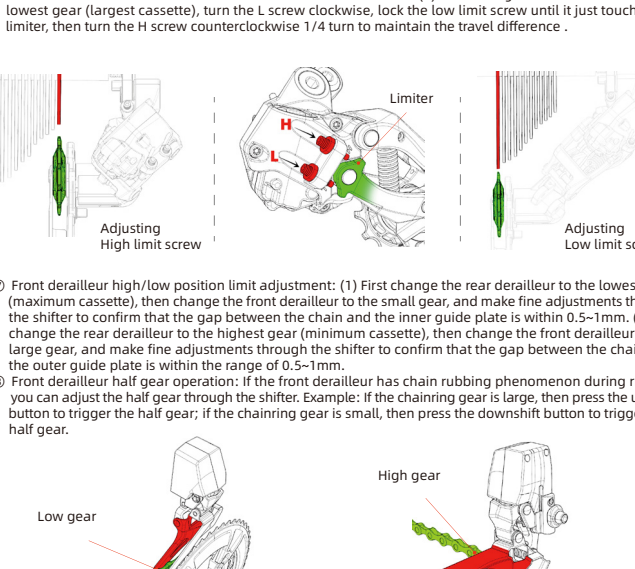 lowest gear (largest cassette), turn the L screw clockwise, lock the low limit screw until it just touch
limiter, then turn the H screw counterclockwise 1/4 turn to maintain the travel difference .
Limiter
H
L
Adjusting
High limit screw
Adjusting
Low limit
Front derailleur high/low position limit adjustment: (1) First change the rear derailleur to the lowes
(maximum cassette), then change the front derailleur to the small gear, and make fine adjustments th
the shifter to confirm that the gap between the chain and the inner guide plate is within 0.5~1mm. (
change the rear derailleur to the highest gear (minimum cassette), then change the front derailleur
large gear, and make fine adjustments through the shifter to confirm that the gap between the chai
the outer guide plate is within the range of 0.5~1mm.
Front derailleur half gear operation: If the front derailleur has chain rubbing phenomenon during r
you can adjust the half gear through the shifter. Example: If the chainring gear is large, then press the u
button to trigger the half gear; if the chainring gear is small, then press the downshift button to trigge
half gear.
Low gear
High gear